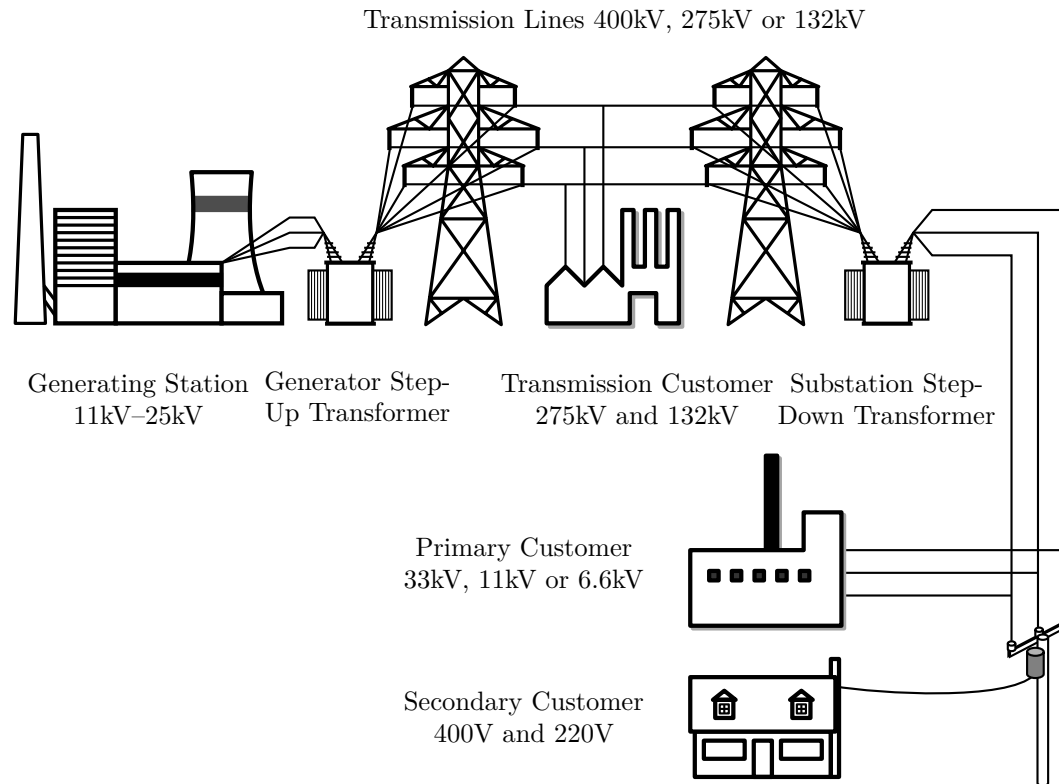 Transmission Lines 400kV, 275kV or 132kV
Generating Station
11kV–25kV
Generator Step-
Up Transformer
Transmission Customer
275kV and 132kV
Substation Step-
Down Transformer
Primary Customer
33kV, 11kV or 6.6kV
Secondary Customer
400V and 220V